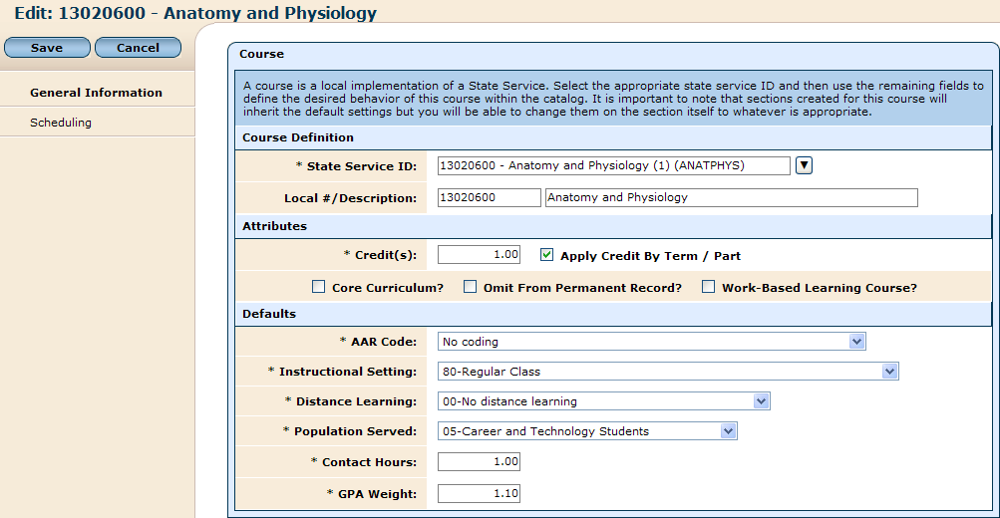 Edit: 13020600 - Anatomy and Physiology
Save Cancel
General Information
Scheduling
Course
A course is a local implementation of a State Service. Select the appropriate state service ID and then use the remaining fields to
define the desired behavior of this course within the catalog. It is important to note that sections created for this course will
inherit the default settings but you will be able to change them on the section itself to whatever is appropriate.
Course Definition
* State Service ID: 13020600 - Anatomy and Physiology (1) (ANATPHYS)
Local #/Description: 13020600 Anatomy and Physiology
Attributes
* Credit(s): 1.00 Apply Credit By Term / Part
Core Curriculum? Omit From Permanent Record? Work-Based Learning Course?
Defaults
* AAR Code: No coding
* Instructional Setting: 80-Regular Class
* Distance Learning: 00-No distance learning
* Population Served: 05-Career and Technology Students
* Contact Hours: 1.00
* GPA Weight: 1.10